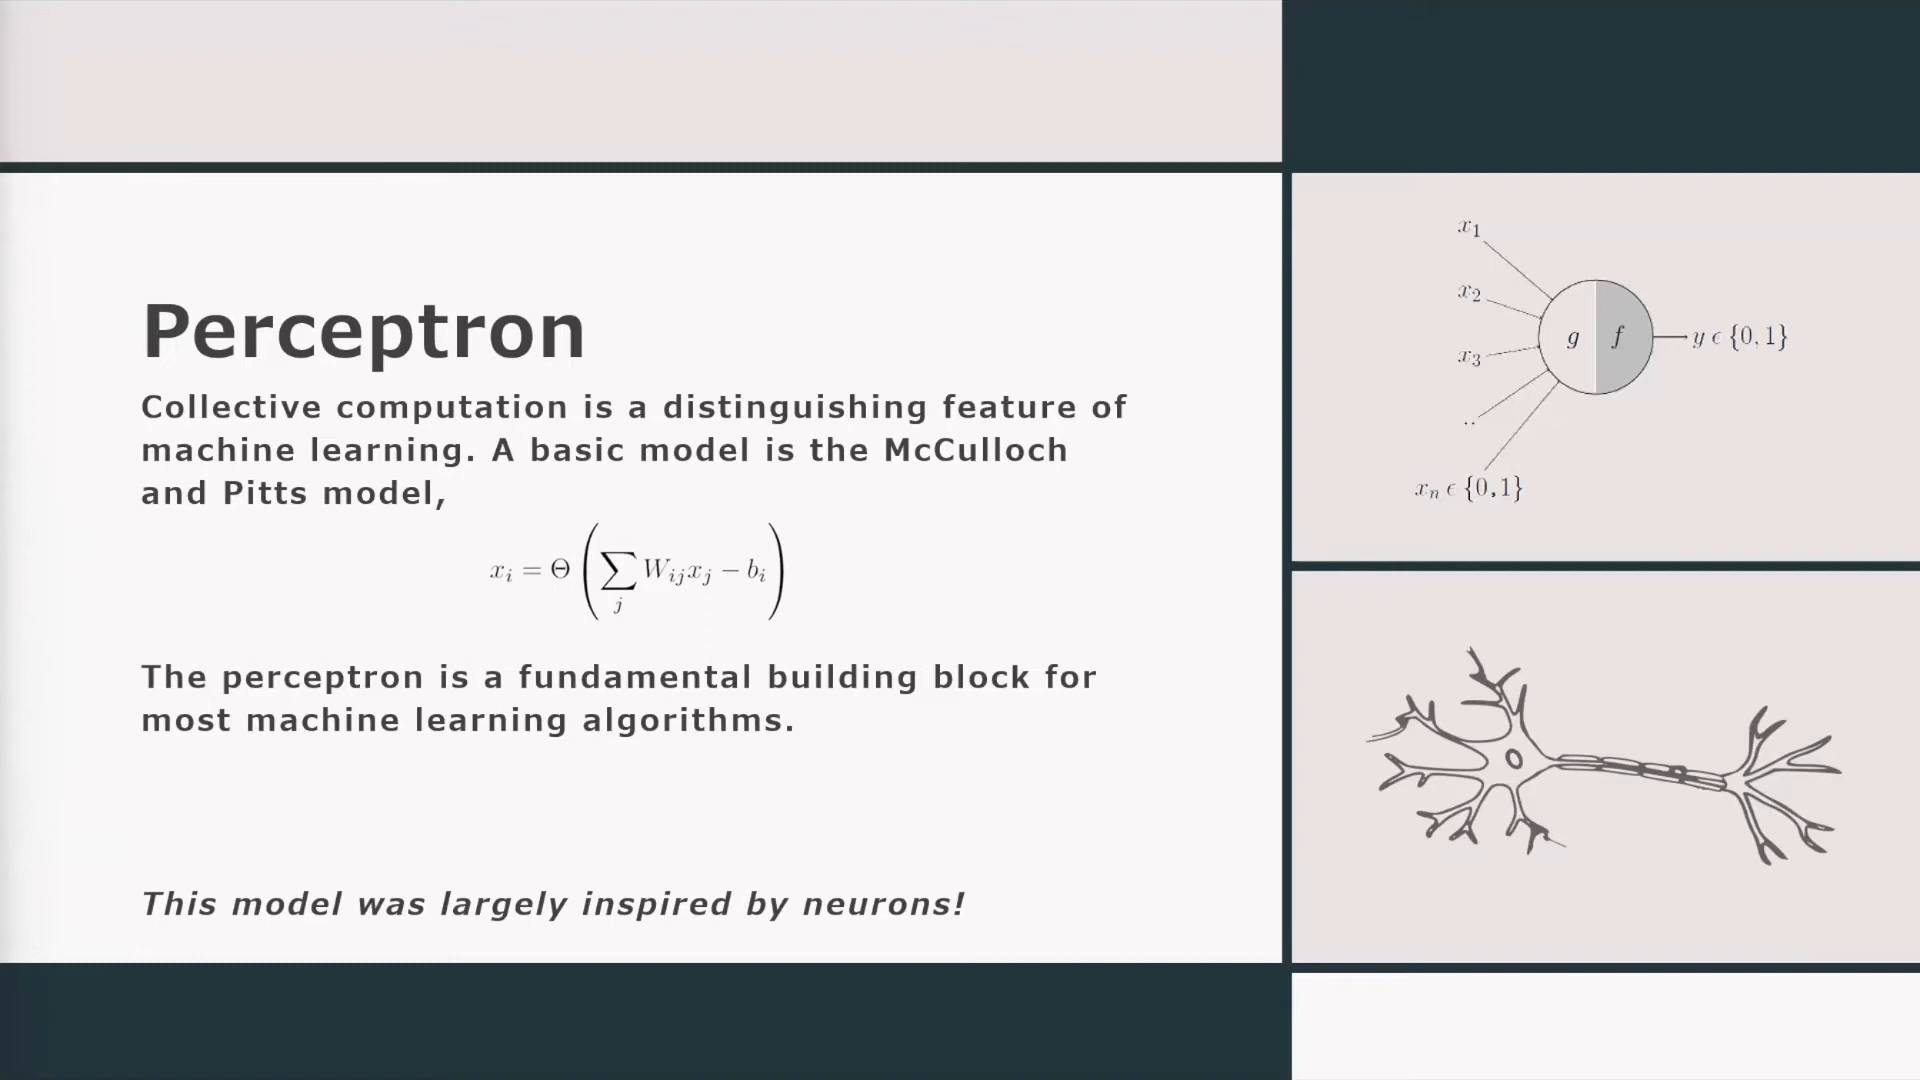 Perceptron
Collective computation is a distinguishing feature of
machine learning. A basic model is the McCulloch
and Pitts model,
x_i = Θ ( ∑_j W_{ij} x_j − b_i )
The perceptron is a fundamental building block for
most machine learning algorithms.
This model was largely inspired by neurons!
x_1
x_2
x_3
..
x_n ϵ {0,1}
g f
y ϵ {0,1}